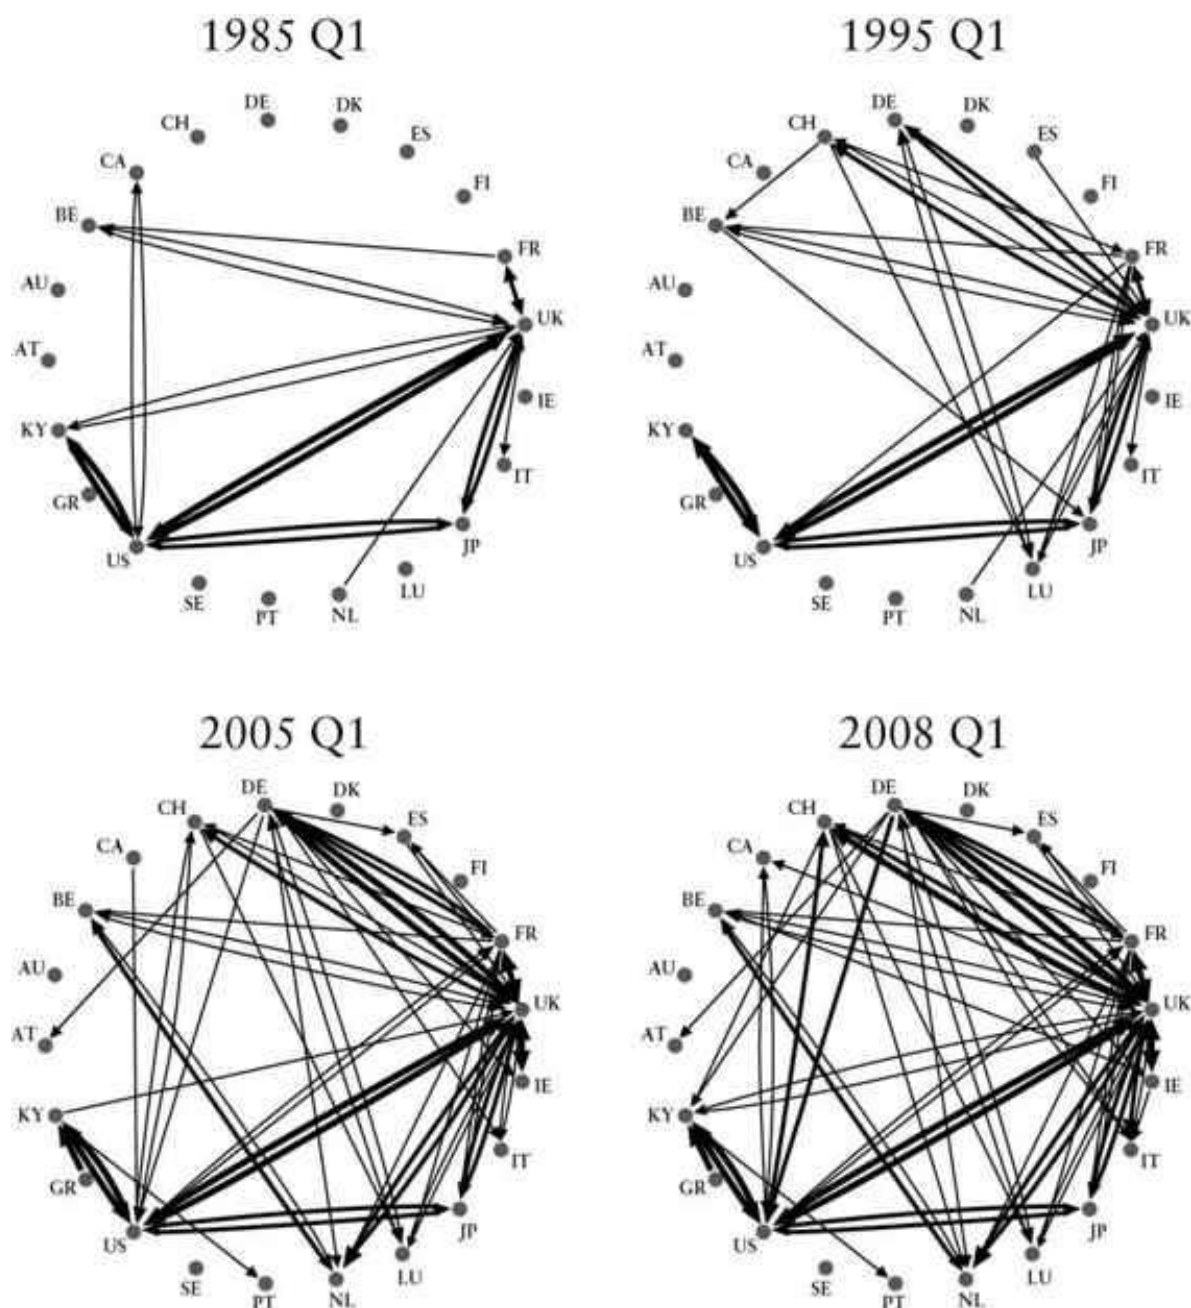 1985 Q1
1995 Q1
DE
DK
CH
ES
CA
FI
BE
FR
AU
UK
AT
IE
KY
IT
GR
JP
US
LU
SE
NL
PT
DE
DK
CH
ES
CA
FI
BE
FR
AU
UK
AT
IE
KY
IT
GR
JP
US
LU
SE
NL
PT
2005 Q1
2008 Q1
DE
DK
CH
ES
CA
FI
BE
FR
AU
UK
AT
IE
KY
IT
GR
JP
US
LU
SE
NL
PT
DE
DK
CH
ES
CA
FI
BE
FR
AU
UK
AT
IE
KY
IT
GR
JP
US
LU
SE
NL
PT